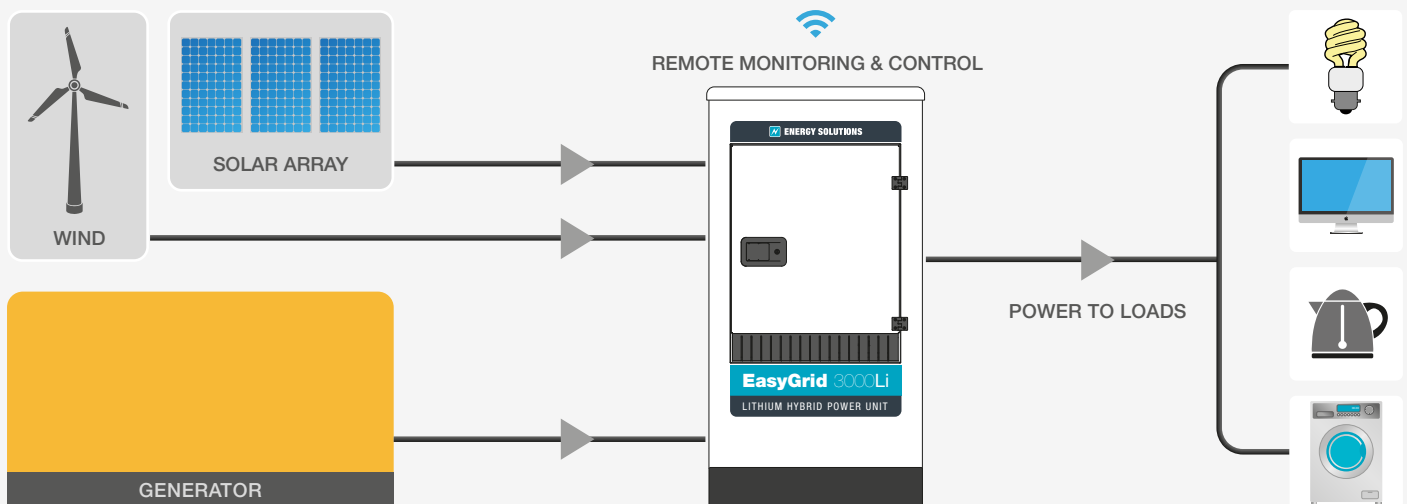 REMOTE MONITORING & CONTROL
ENERGY SOLUTIONS
SOLAR ARRAY
WIND
POWER TO LOADS
EasyGrid 3000Li
LITHIUM HYBRID POWER UNIT
GENERATOR